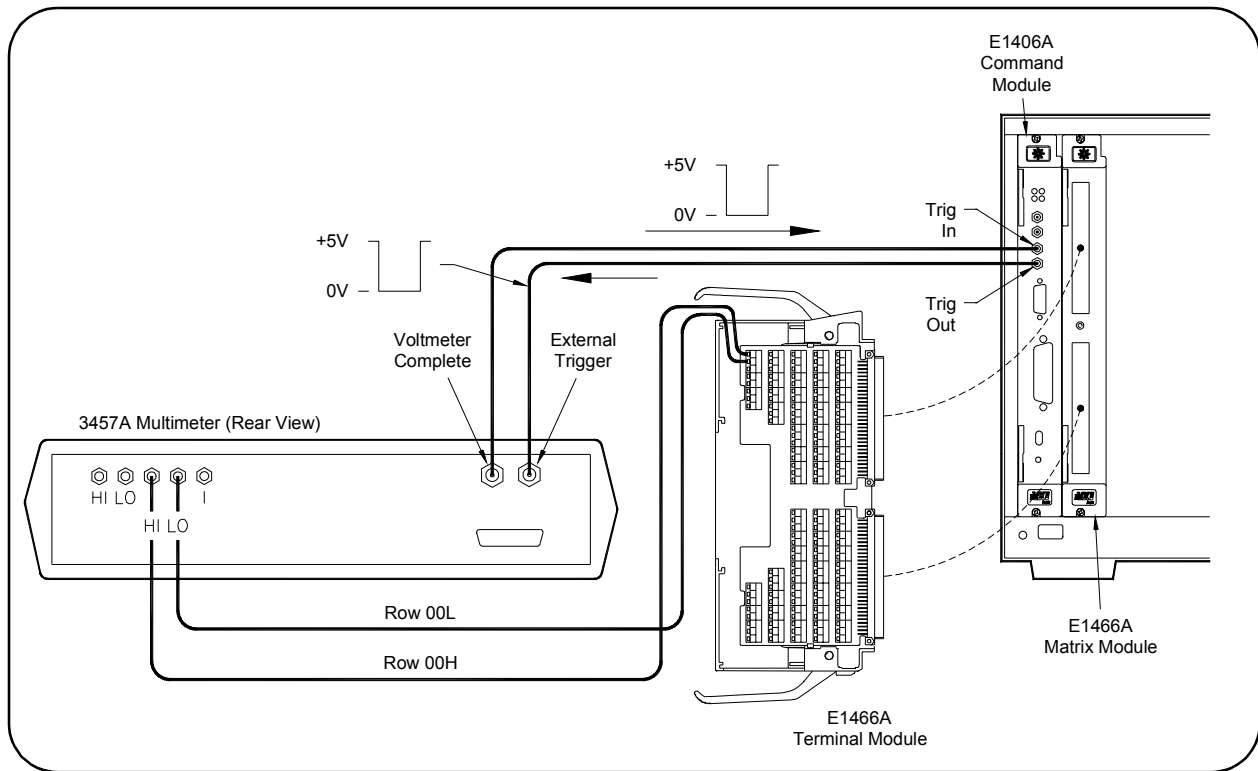 E1406A
Command
Module
+5V
0V
Trig
In
+5V
0V
Trig
Out
Voltmeter
Complete
External
Trigger
3457A Multimeter (Rear View)
HI LO
I
HI LO
Row 00L
Row 00H
E1466A
Matrix Module
E1466A
Terminal Module